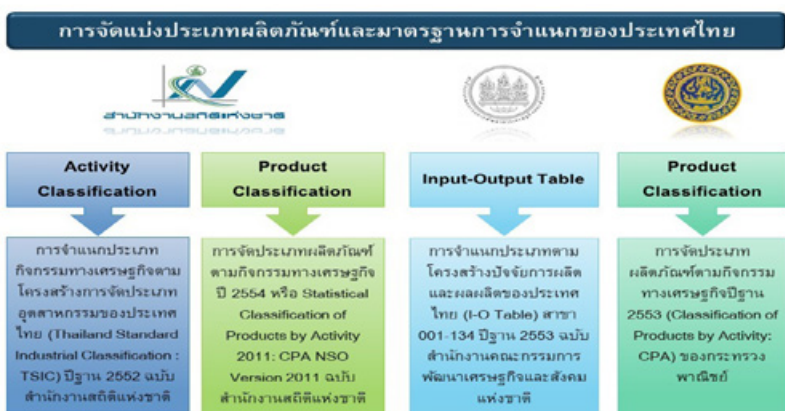 การจัดแบ่งประเภทผลิตภัณฑ์และมาตรฐานการจำแนกของประเทศไทย
สำนักงานสถิติแห่งชาติ
Activity
Classification
การจำแนกประเภท
กิจกรรมทางเศรษฐกิจตาม
โครงสร้างการจัดประเภท
อุตสาหกรรมของประเทศ
ไทย (Thailand Standard
Industrial Classification :
TSIC) ปีฐาน 2552 ฉบับ
สำนักงานสถิติแห่งชาติ
Product
Classification
การจัดประเภทผลิตภัณฑ์
ตามกิจกรรมทางเศรษฐกิจ
ปี 2554 หรือ Statistical
Classification of
Products by Activity
2011: CPA NSO
Version 2011 ฉบับ
สำนักงานสถิติแห่งชาติ
Input-Output Table
การจำแนกประเภทตาม
โครงสร้างปัจจัยการผลิต
และผลผลิตของประเทศ
ไทย (I-O Table) สาขา
001-134 ปีฐาน 2553 ฉบับ
สำนักงานคณะกรรมการ
พัฒนาเศรษฐกิจและสังคม
แห่งชาติ
Product
Classification
การจัดประเภท
ผลิตภัณฑ์ตามกิจกรรม
ทางเศรษฐกิจปีฐาน
2553 (Classification of
Products by Activity:
CPA) ของกระทรวง
พาณิชย์